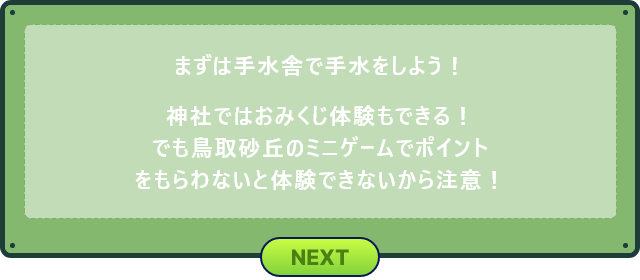 まずは手水舎で手水をしよう！
神社ではおみくじ体験もできる！
でも鳥取砂丘のミニゲームでポイント
をもらわないと体験できないから注意！
NEXT